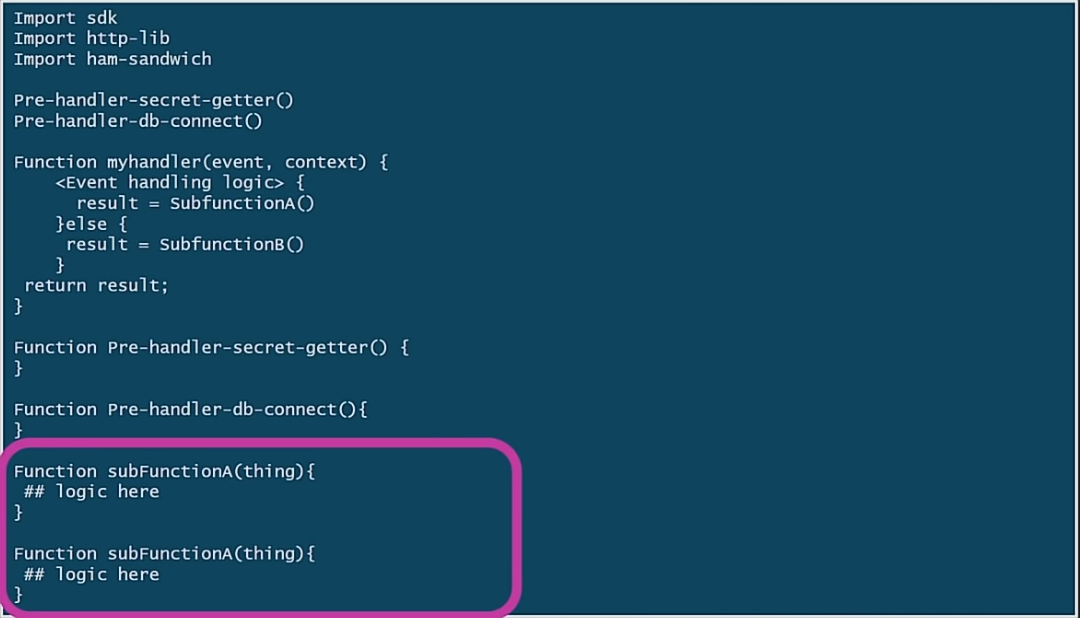 Import sdk
Import http-lib
Import ham-sandwich
Pre-handler-secret-getter()
Pre-handler-db-connect()
Function myhandler(event, context) {
<Event handling logic> {
result = SubfunctionA()
}else {
result = SubfunctionB()
}
return result;
}
Function Pre-handler-secret-getter() {
}
Function Pre-handler-db-connect(){
}
Function subFunctionA(thing){
## logic here
}
Function subFunctionA(thing){
## logic here
}